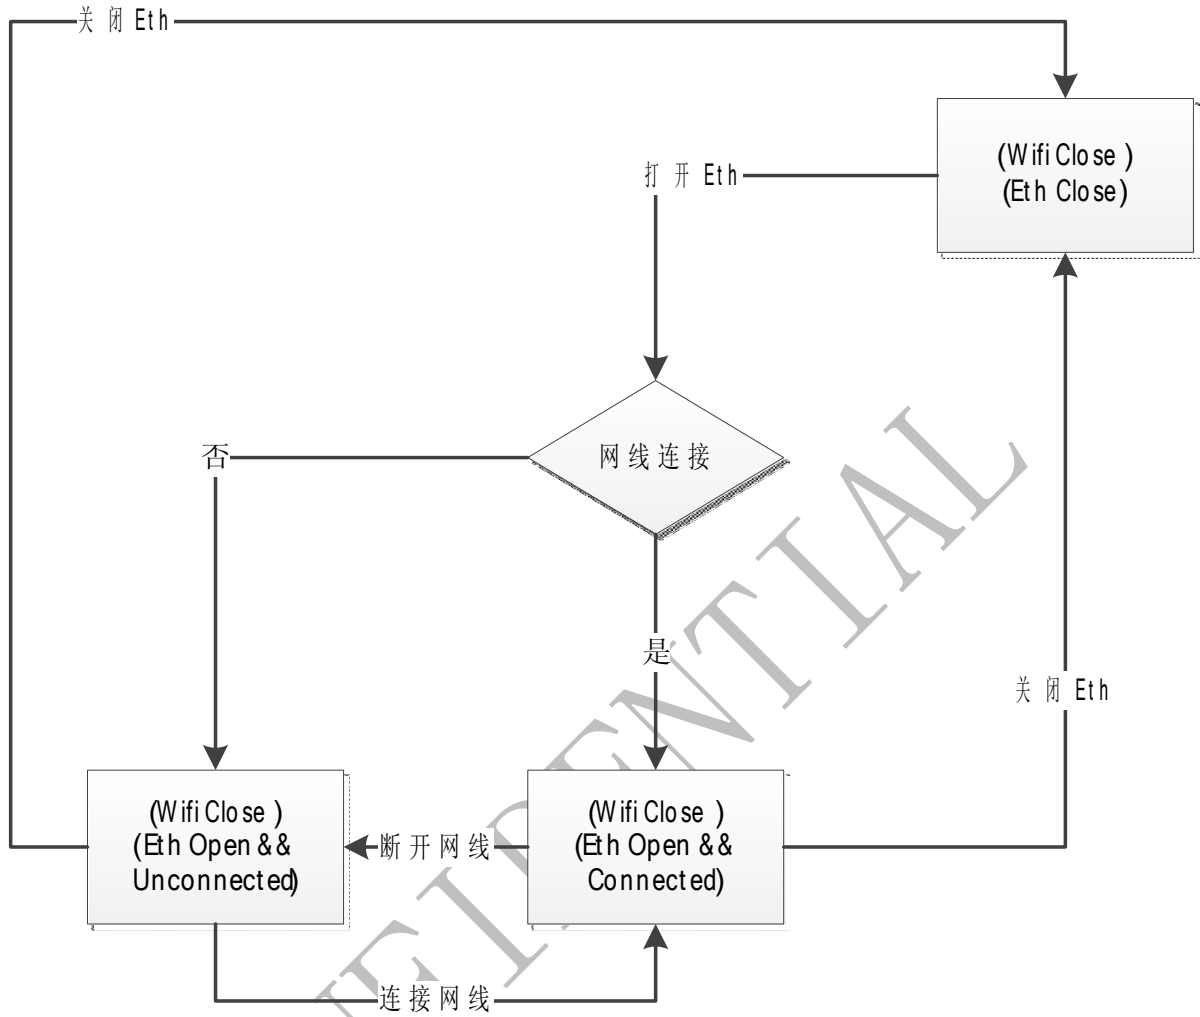 关闭 Eth
(Wifi Close)
(Eth Close)
打开 Eth
网线连接
否
是
关闭 Eth
(Wifi Close)
(Eth Open &&
Unconnected)
断开网线
(Wifi Close)
(Eth Open &&
Connected)
连接网线